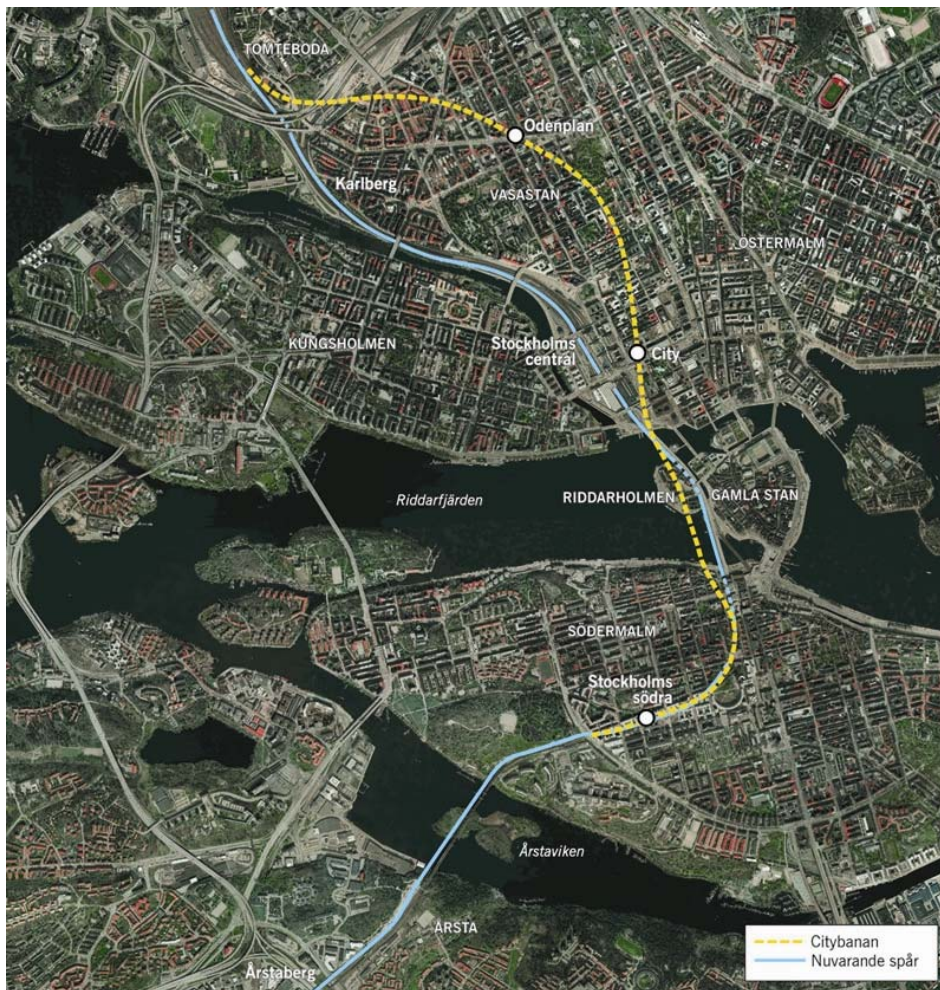 TOMTEBODA
Odenplan
Karlberg
VASASTAN
ÖSTERMALM
KUNGSHOLMEN
Stockholms
central
City
Riddarfjärden
RIDDARHOLMEN
GAMLA STAN
SÖDERMALM
Stockholms
södra
Årstaviken
ÅRSTA
Årstaberg
Citybanan
Nuvarande spår